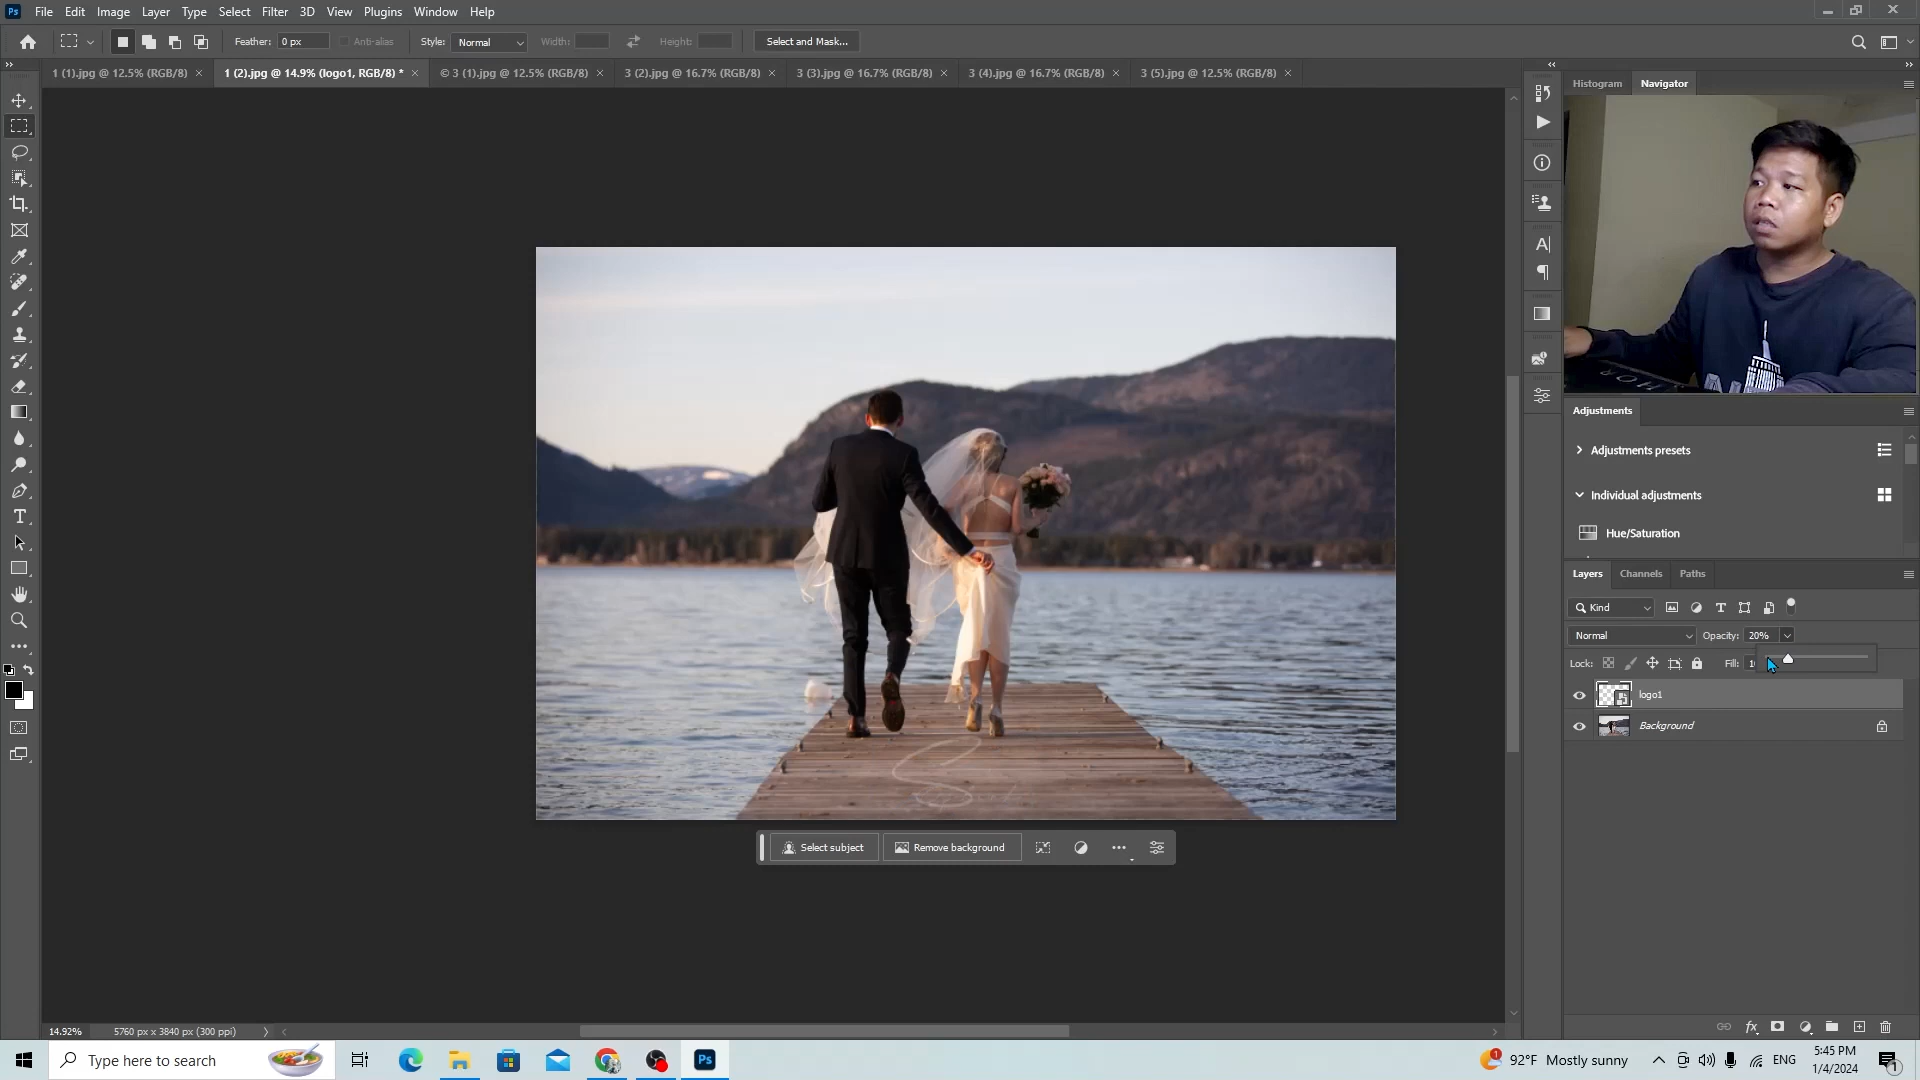 Ps File Edit Image Layer Type Select Filter 3D View Plugins Window Help
Feather: 0 px Anti-alias Style: Normal Width: Height: Select and Mask...
1 (1).jpg @ 12.5% (RGB/8) × 1 (2).jpg @ 14.9% (logo1, RGB/8) * × © 3 (1).jpg @ 12.5% (RGB/8) × 3 (2).jpg @ 16.7% (RGB/8) × 3 (3).jpg @ 16.7% (RGB/8) × 3 (4).jpg @ 16.7% (RGB/8) × 3 (5).jpg @ 12.5% (RGB/8) ×
Histogram Navigator
Adjustments
Adjustments presets
Individual adjustments
Hue/Saturation
Layers Channels Paths
Kind
Normal Opacity: 20%
Lock: Fill:
logo1
Background
S
Select subject Remove background
14.92% 5760 px x 3840 px (300 ppi)
Type here to search
Ps
92°F Mostly sunny ENG
5:45 PM
1/4/2024